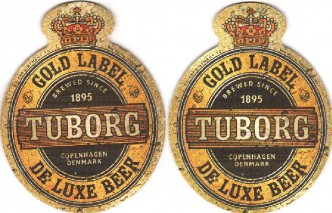 GOLD LABEL
BREWED SINCE
1895
TUBORG
COPENHAGEN
DENMARK
DE LUXE BEER
GOLD LABEL
BREWED SINCE
1895
TUBORG
COPENHAGEN
DENMARK
DE LUXE BEER